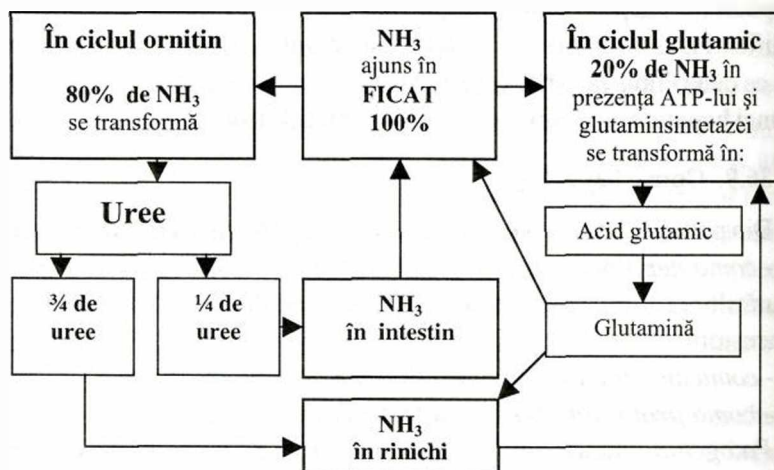 În ciclul ornitin
80% de NH₃
se transformă
NH₃
ajuns în
FICAT
100%
În ciclul glutamic
20% de NH₃ în
prezența ATP-lui și
glutaminsintetazei
se transformă în:
Uree
Acid glutamic
¾ de
uree
¼ de
uree
NH₃
în intestin
Glutamină
NH₃
în rinichi